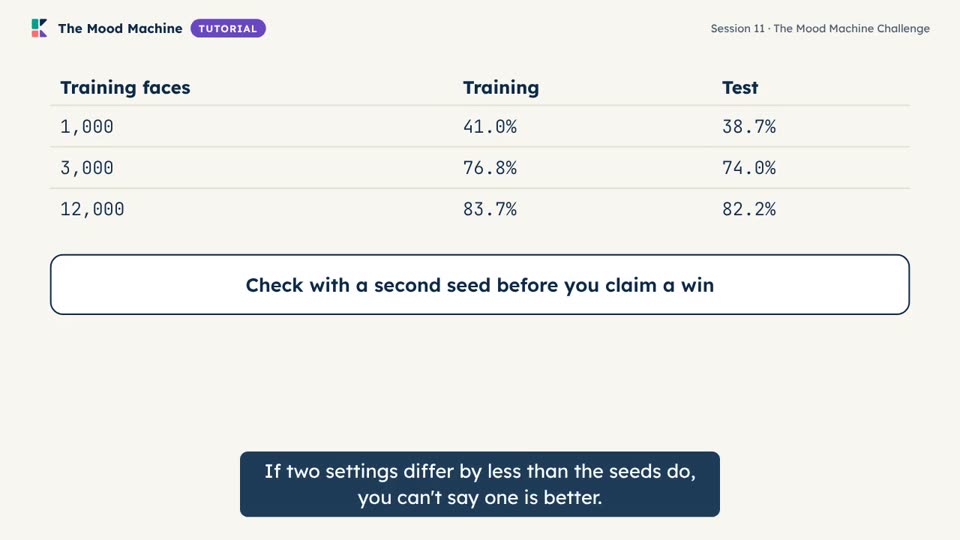 The Mood Machine TUTORIAL
Session 11 · The Mood Machine Challenge
Training faces Training Test
1,000 41.0% 38.7%
3,000 76.8% 74.0%
12,000 83.7% 82.2%
Check with a second seed before you claim a win
If two settings differ by less than the seeds do,
you can't say one is better.